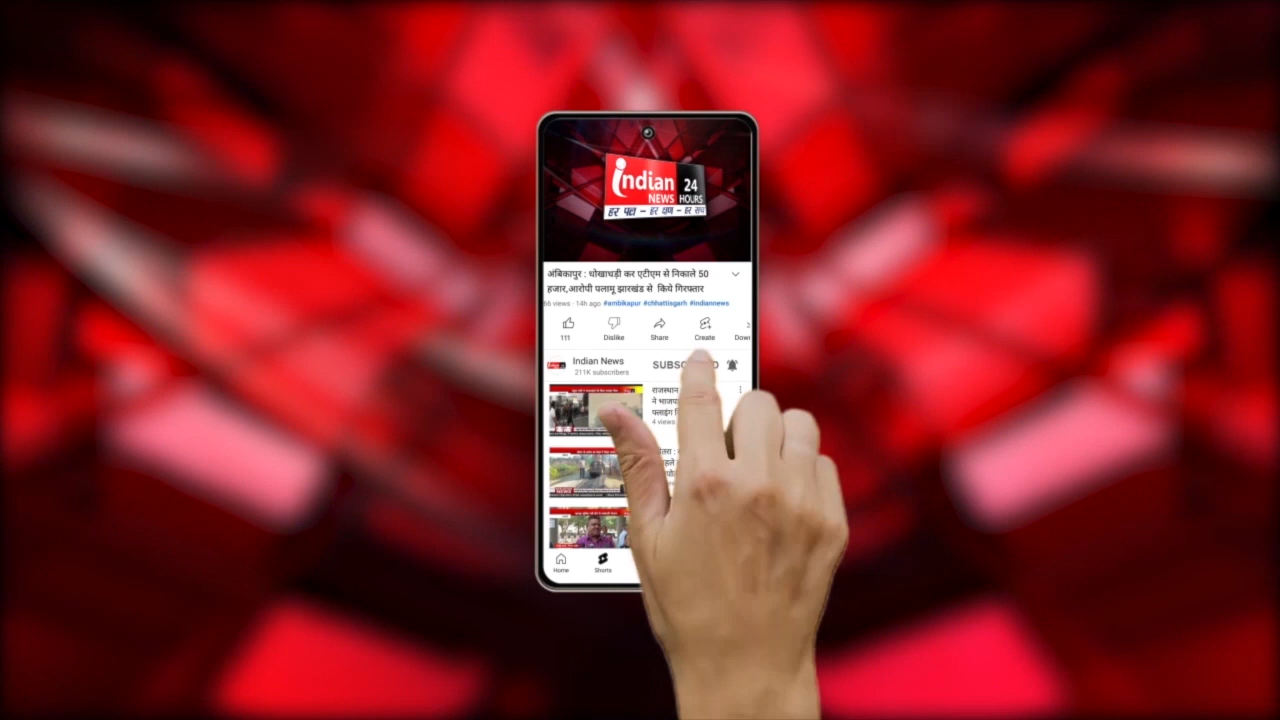 indian
NEWS
24
HOURS
हर पल – हर क्षण – हर सच
अंबिकापुर : धोखाधड़ी कर एटीएम से निकाले 50
हजार,आरोपी पलामू झारखंड से किये गिरफ्तार
66 views · 14h ago #ambikapur #chhattisgarh #indiannews
111
Dislike
Share
Create
Indian News
211K subscribers
राजस्थान
ने
4 views
Home
Shorts